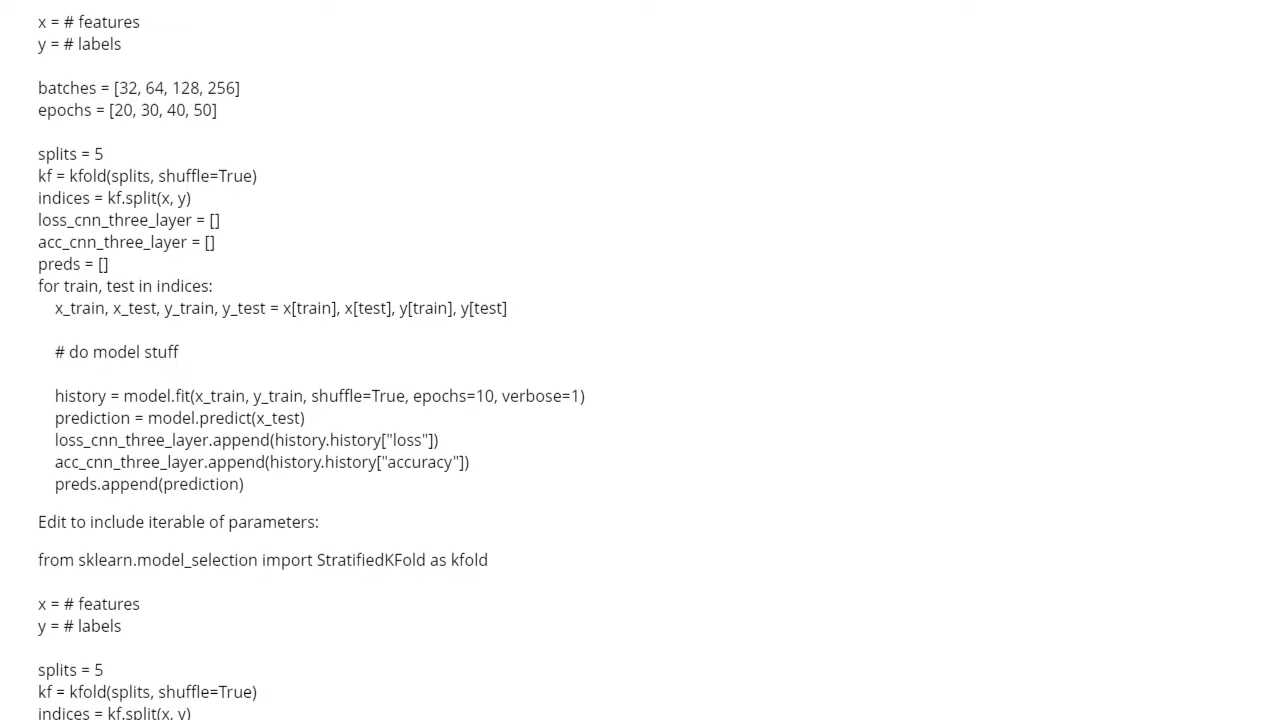 x = # features
y = # labels
batches = [32, 64, 128, 256]
epochs = [20, 30, 40, 50]
splits = 5
kf = kfold(splits, shuffle=True)
indices = kf.split(x, y)
loss_cnn_three_layer = []
acc_cnn_three_layer = []
preds = []
for train, test in indices:
x_train, x_test, y_train, y_test = x[train], x[test], y[train], y[test]
# do model stuff
history = model.fit(x_train, y_train, shuffle=True, epochs=10, verbose=1)
prediction = model.predict(x_test)
loss_cnn_three_layer.append(history.history["loss"])
acc_cnn_three_layer.append(history.history["accuracy"])
preds.append(prediction)
Edit to include iterable of parameters:
from sklearn.model_selection import StratifiedKFold as kfold
x = # features
y = # labels
splits = 5
kf = kfold(splits, shuffle=True)
indices = kf.split(x, y)